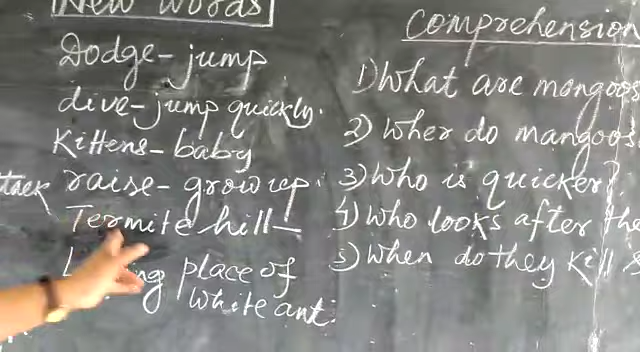 New Words
Dodge - jump
dive - jump quickly.
Kittens - baby
raise - grow up.
Termite hill -
place of
white ant.
Comprehension
1) What are mongoos
2) Wher do mangoos
3) Who is quicker?
4) Who looks after the
5) When do they kill